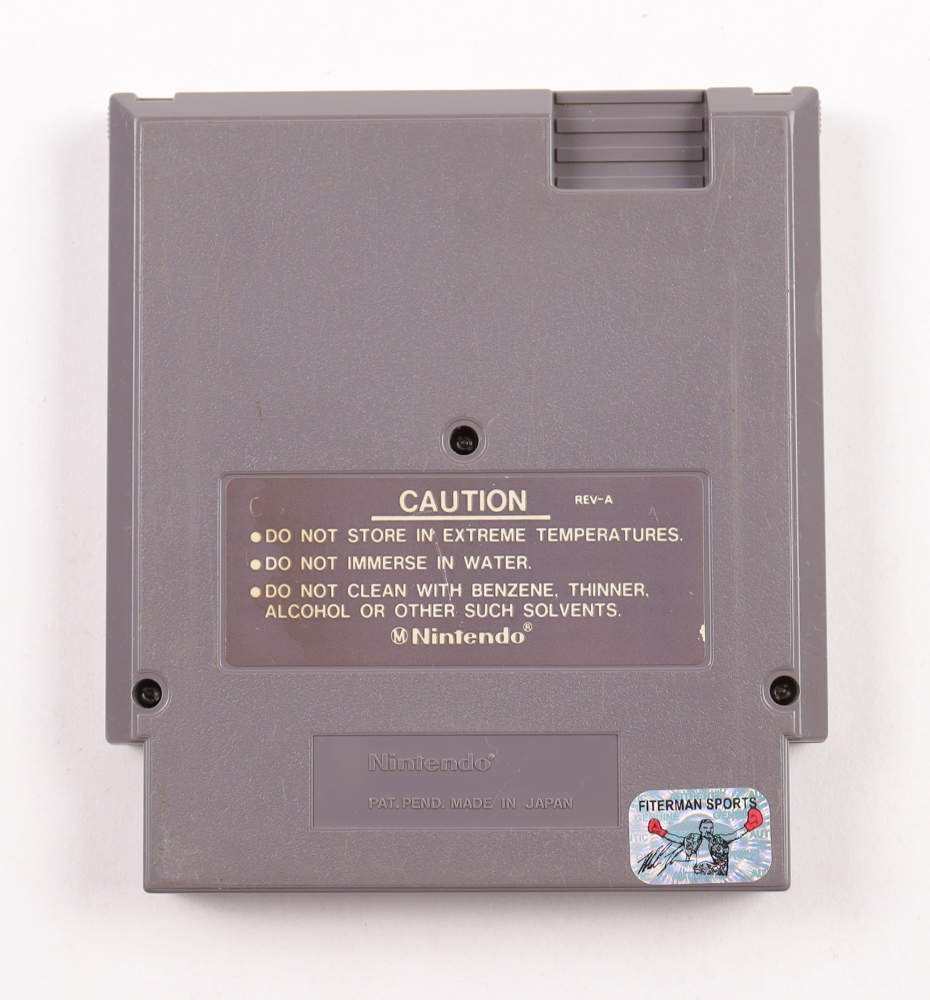 CAUTION REV-A
● DO NOT STORE IN EXTREME TEMPERATURES.
● DO NOT IMMERSE IN WATER.
● DO NOT CLEAN WITH BENZENE, THINNER,
ALCOHOL OR OTHER SUCH SOLVENTS.
Ⓜ Nintendo®
Nintendo®
PAT. PEND. MADE IN JAPAN
FITERMAN SPORTS
GENUINE